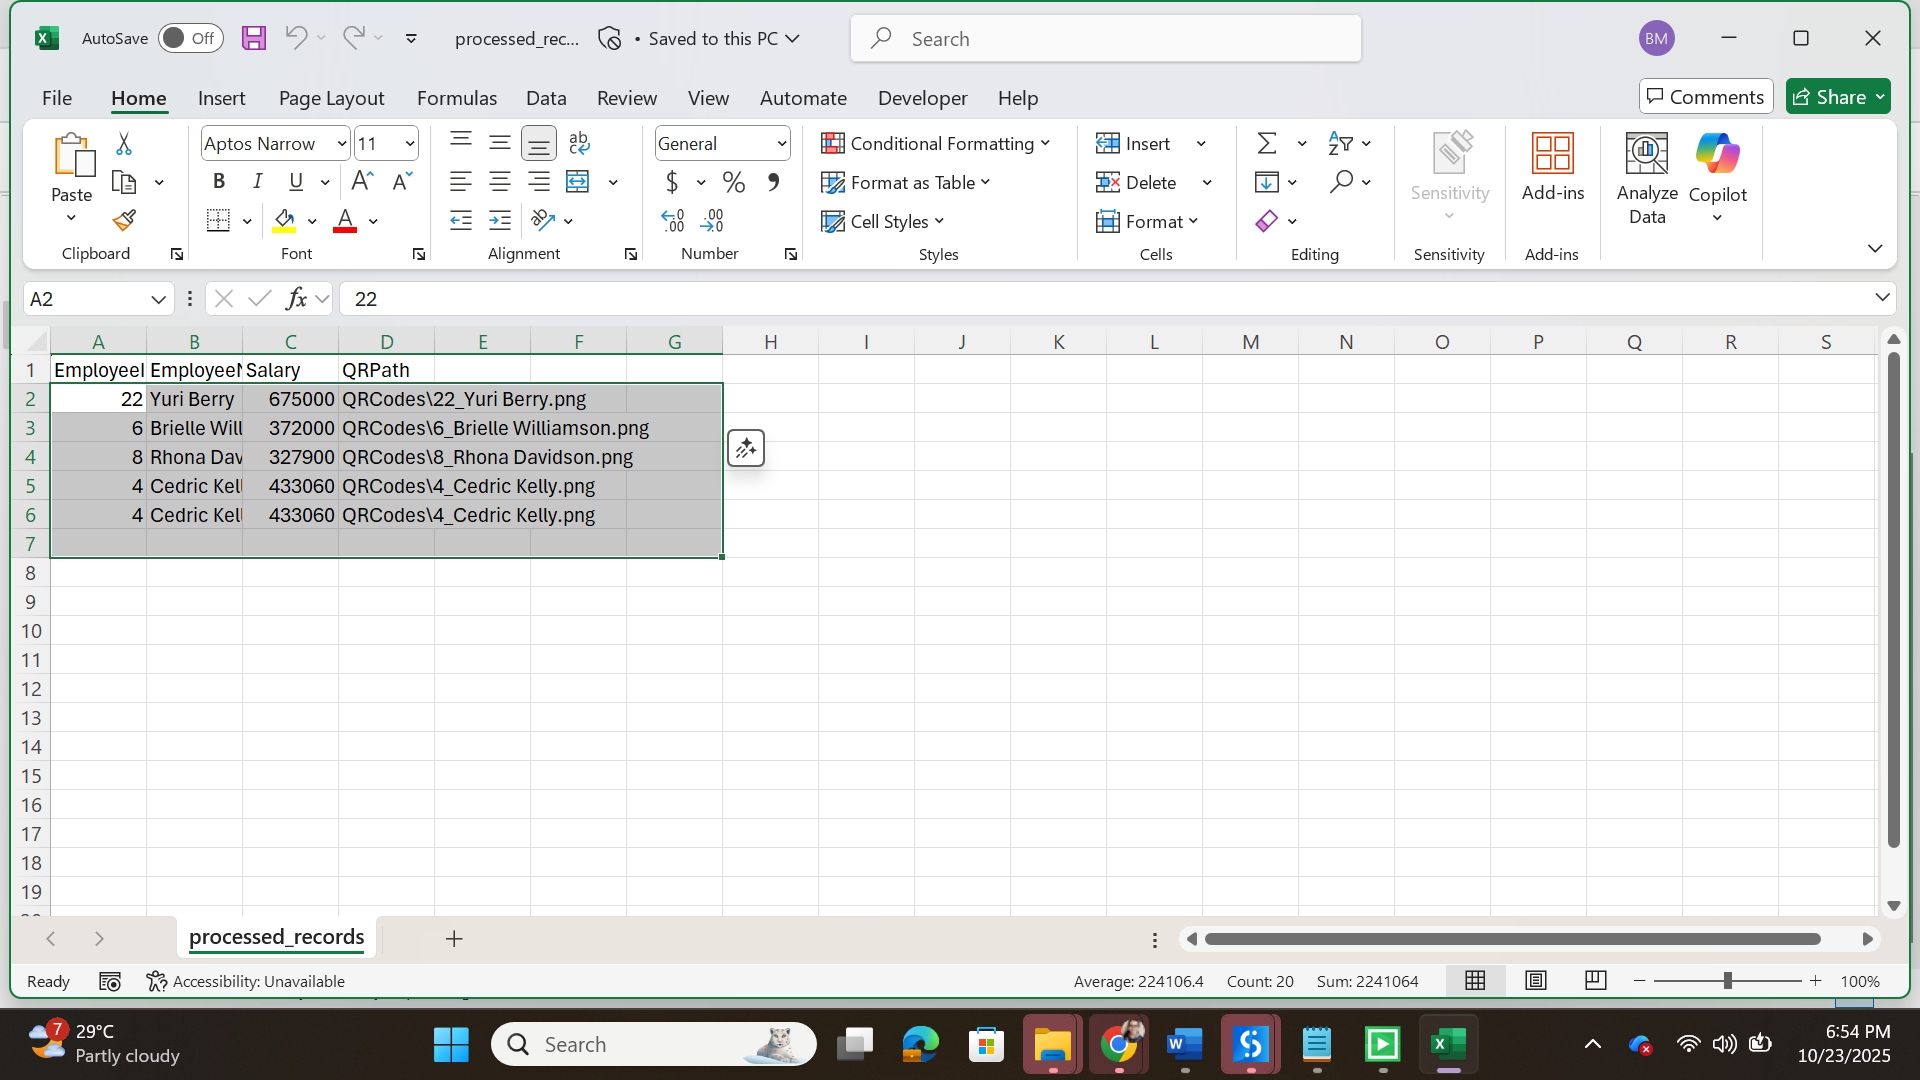 AutoSave Off processed_rec... • Saved to this PC Search BM
File Home Insert Page Layout Formulas Data Review View Automate Developer Help Comments Share
Paste
Clipboard
Aptos Narrow 11
B I U A A
A
Font
ab
c
Alignment
General
$ % ,
.00
Number
Conditional Formatting
Format as Table
Cell Styles
Styles
Insert
Delete
Format
Cells
Editing
Sensitivity
Sensitivity
Add-ins
Add-ins
Analyze
Data
Copilot
A2 fx 22
A B C D E F G H I J K L M N O P Q R S
1 EmployeeI EmployeeN Salary QRPath
2 22 Yuri Berry 675000 QRCodes\22_Yuri Berry.png
3 6 Brielle Will 372000 QRCodes\6_Brielle Williamson.png
4 8 Rhona Dav 327900 QRCodes\8_Rhona Davidson.png
5 4 Cedric Kell 433060 QRCodes\4_Cedric Kelly.png
6 4 Cedric Kell 433060 QRCodes\4_Cedric Kelly.png
7
8
9
10
11
12
13
14
15
16
17
18
19
processed_records
Ready Accessibility: Unavailable Average: 224106.4 Count: 20 Sum: 2241064 100%
7 29°C
Partly cloudy
Search
6:54 PM
10/23/2025